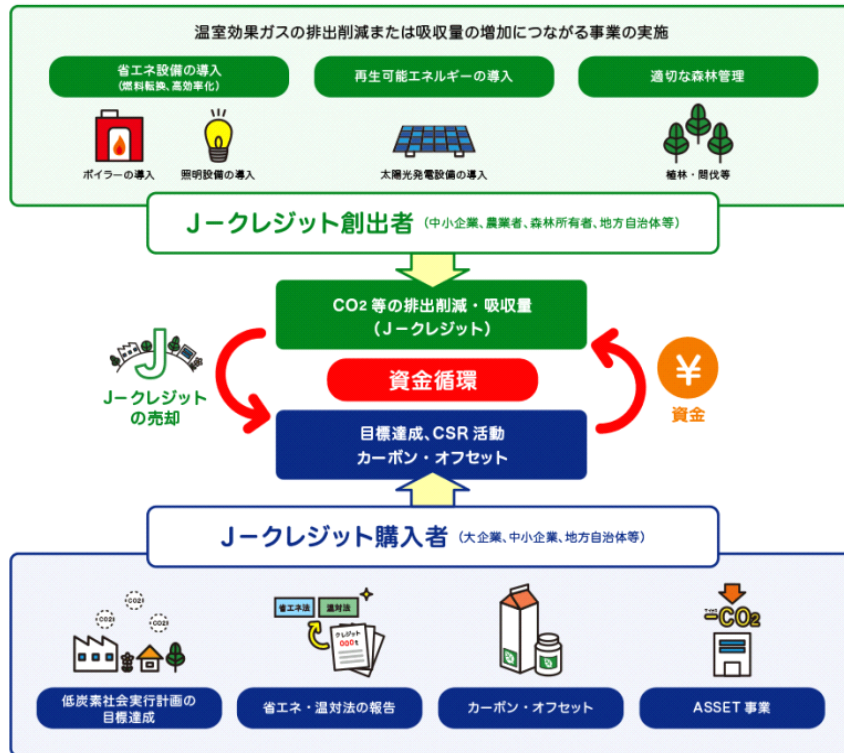 温室効果ガスの排出削減または吸収量の増加につながる事業の実施
省エネ設備の導入
(燃料転換、高効率化)
再生可能エネルギーの導入
適切な森林管理
ボイラーの導入
照明設備の導入
太陽光発電設備の導入
植林・間伐等
Jークレジット創出者（中小企業、農業者、森林所有者、地方自治体等）
CO2 等の排出削減・吸収量
（Jークレジット）
J
Jークレジット
の売却
資金循環
¥
資金
目標達成、CSR 活動
カーボン・オフセット
Jークレジット購入者（大企業、中小企業、地方自治体等）
CO2
CO2
CO2
省エネ法
温対法
クレジット
000t
-CO2
低炭素社会実行計画の
目標達成
省エネ・温対法の報告
カーボン・オフセット
ASSET 事業